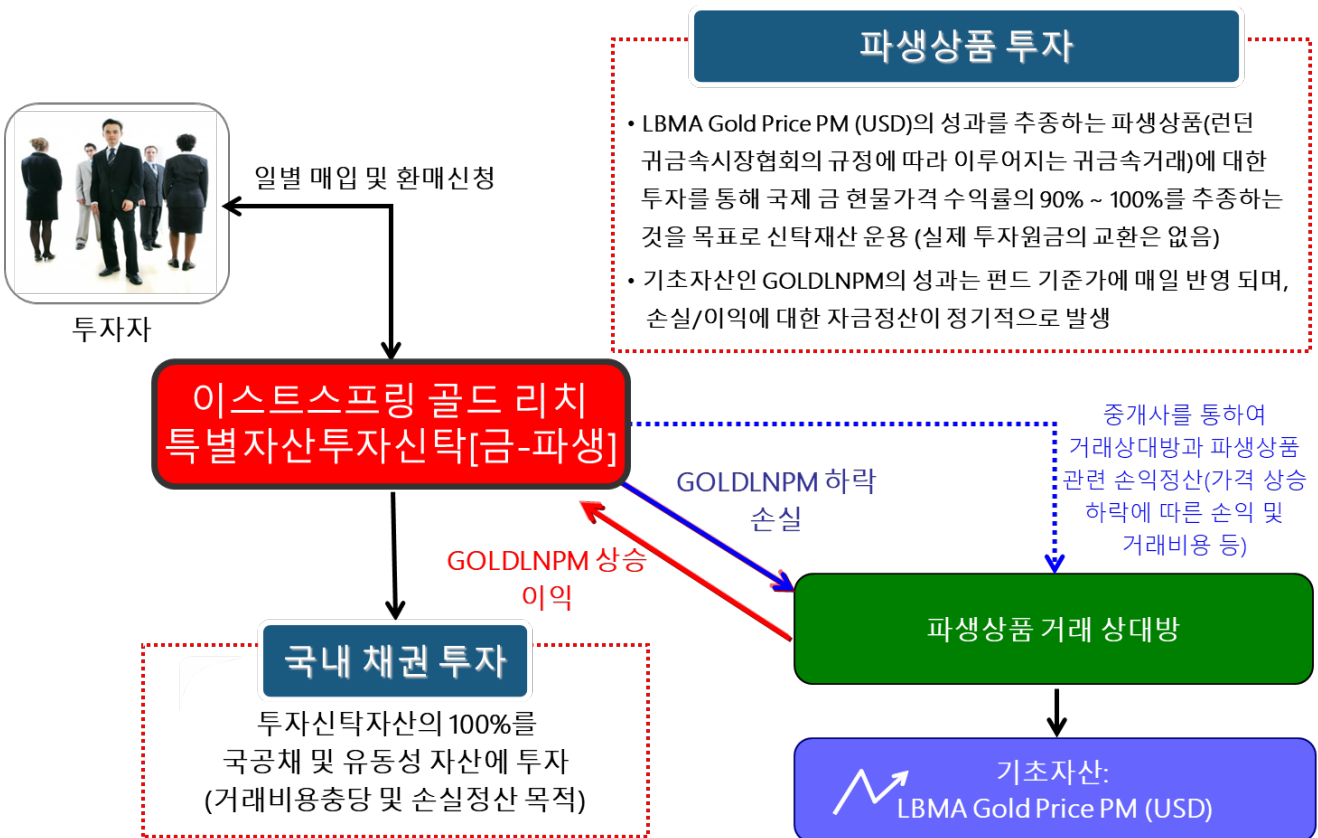 파생상품 투자
• LBMA Gold Price PM (USD)의 성과를 추종하는 파생상품(런던
귀금속시장협회의 규정에 따라 이루어지는 귀금속거래)에 대한
투자를 통해 국제 금 현물가격 수익률의 90% ~ 100%를 추종하는
것을 목표로 신탁재산 운용 (실제 투자원금의 교환은 없음)
• 기초자산인 GOLDLNPM의 성과는 펀드 기준가에 매일 반영 되며,
손실/이익에 대한 자금정산이 정기적으로 발생
일별 매입 및 환매신청
투자자
이스트스프링 골드 리치
특별자산투자신탁[금-파생]
중개사를 통하여
거래상대방과 파생상품
관련 손익정산(가격 상승
하락에 따른 손익 및
거래비용 등)
GOLDLNPM 하락
손실
GOLDLNPM 상승
이익
파생상품 거래 상대방
국내 채권 투자
투자신탁자산의 100%를
국공채 및 유동성 자산에 투자
(거래비용충당 및 손실정산 목적)
기초자산:
LBMA Gold Price PM (USD)